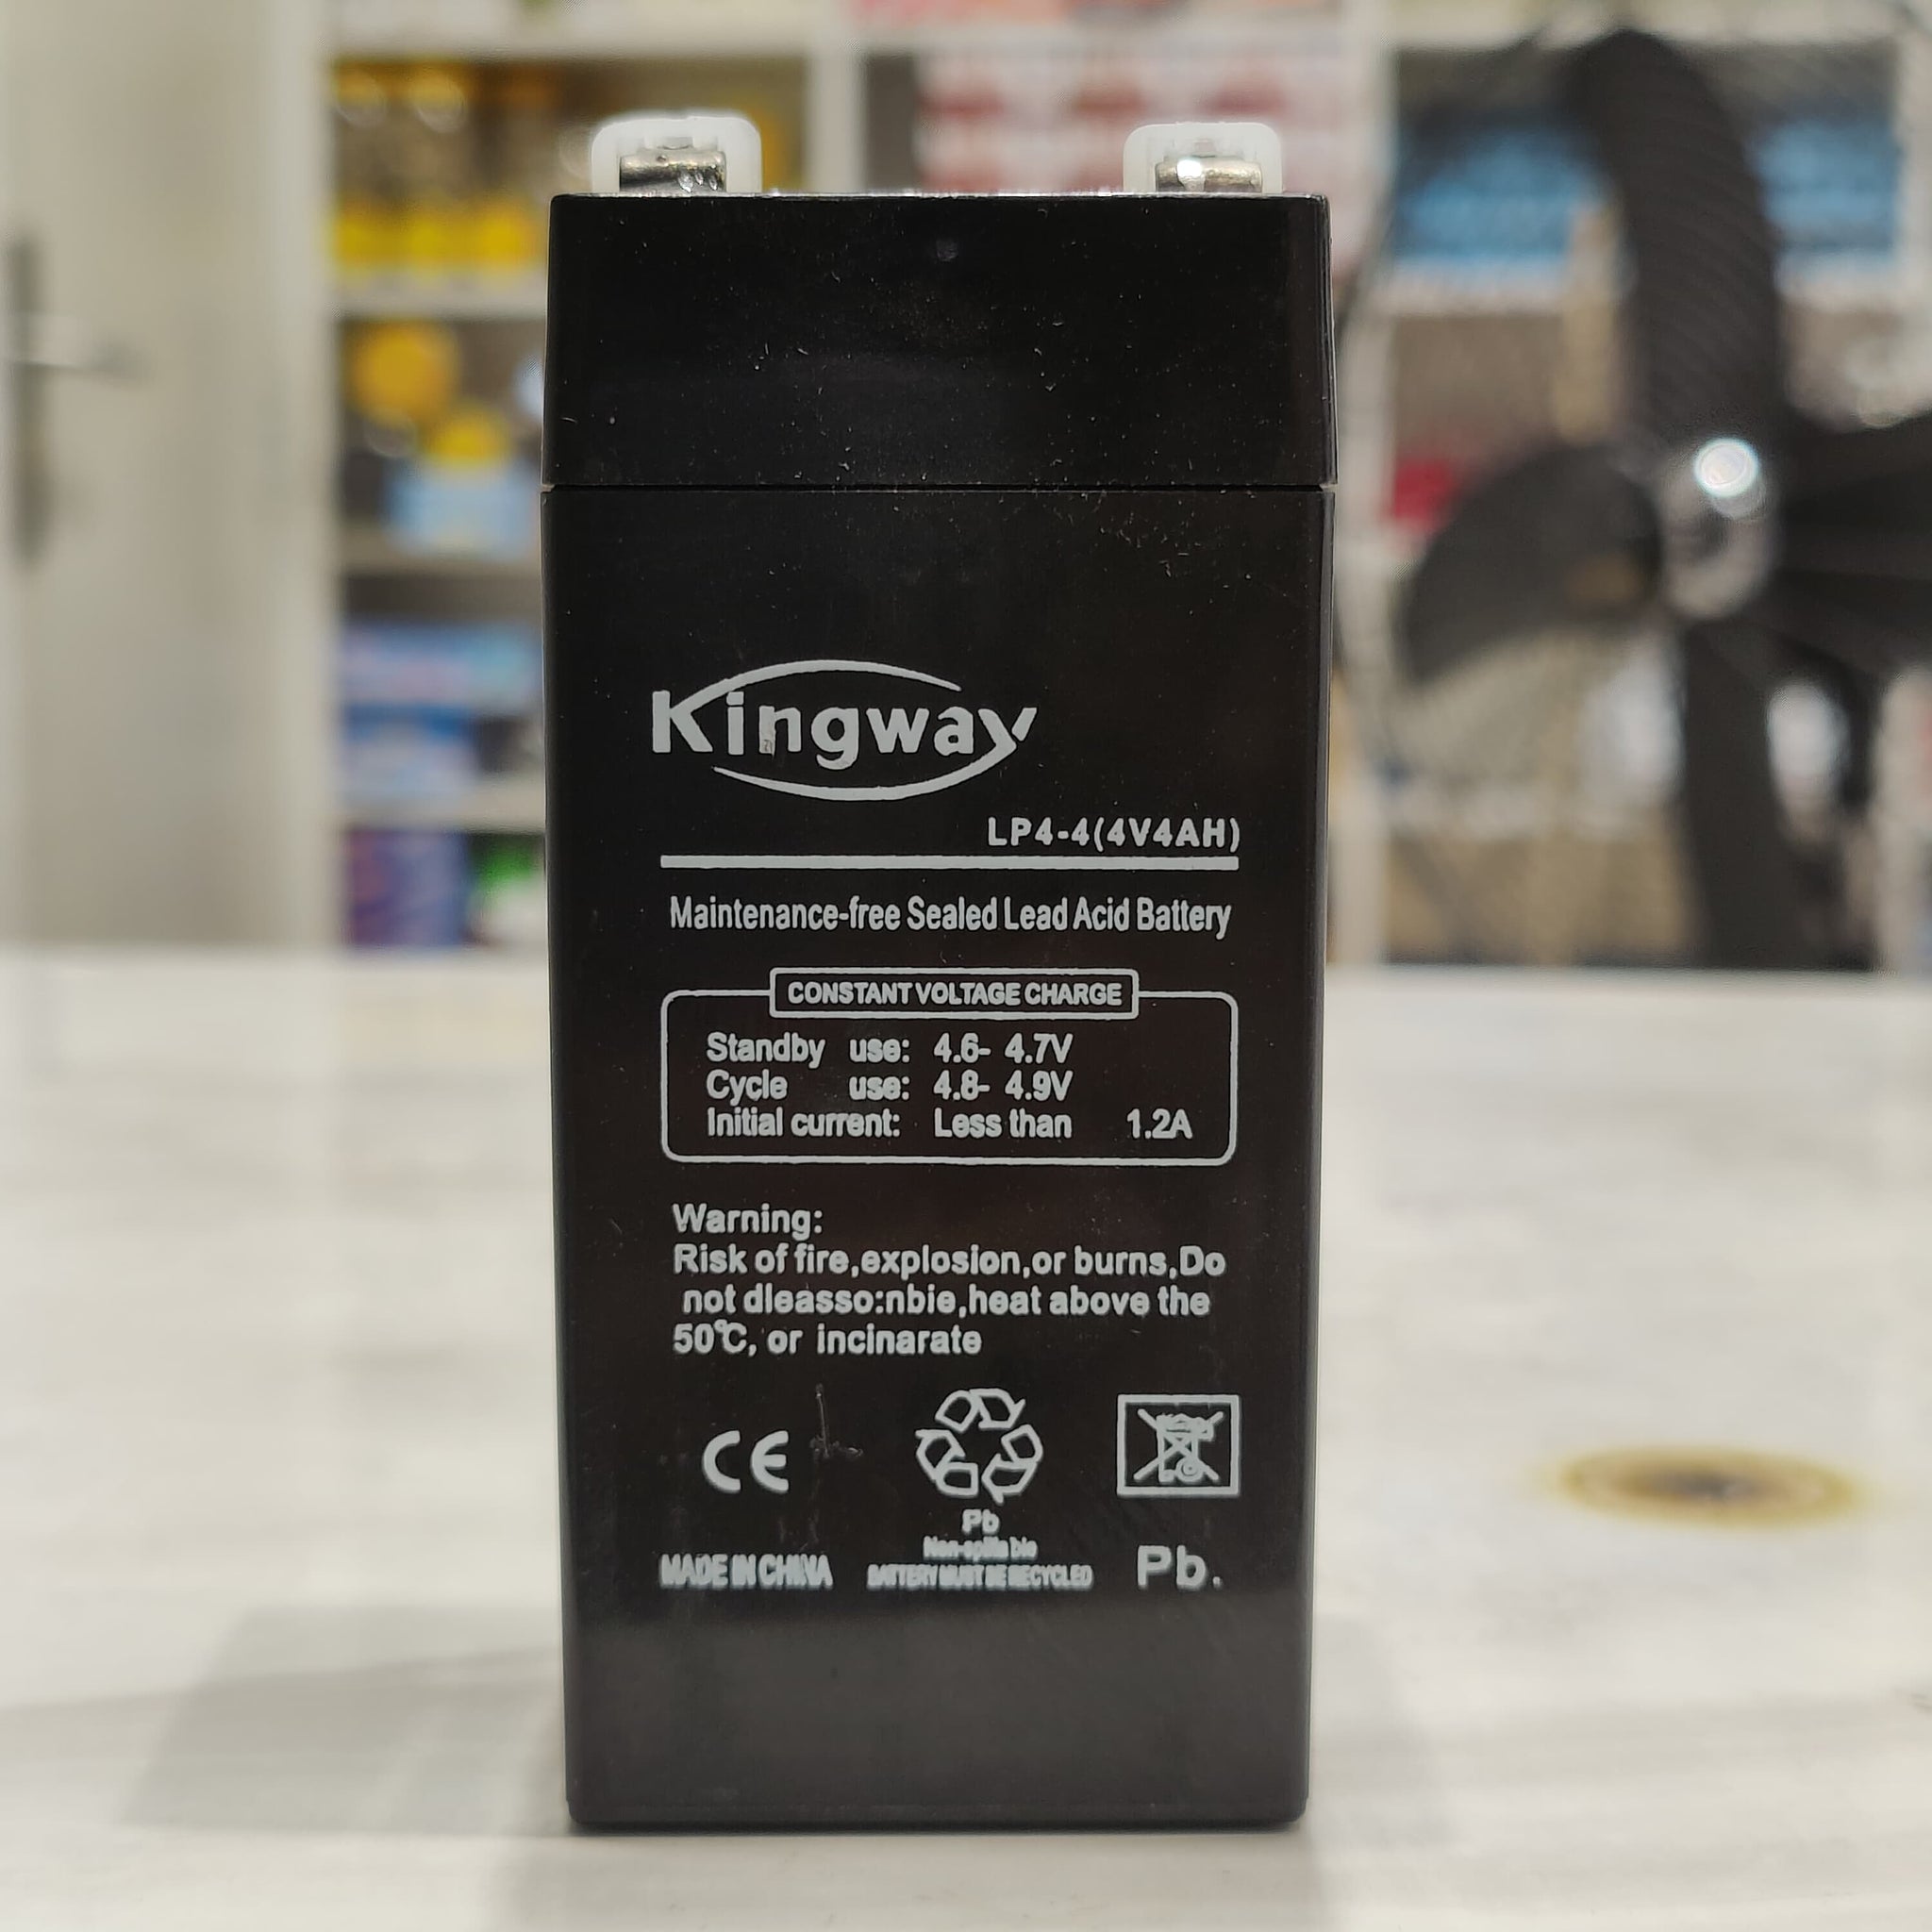 Kingway
LP4-4(4V4AH)
Maintenance-free Sealed Lead Acid Battery
CONSTANT VOLTAGE CHARGE
Standby use: 4.6- 4.7V
Cycle use: 4.8- 4.9V
Initial current: Less than 1.2A
Warning:
Risk of fire,explosion,or burns,Do
not dleasso:nbie,heat above the
50℃, or incinarate
CE
Pb
Non-spilla ble
MADE IN CHINA
BATTERY MUST BE RECYCLED
Pb.